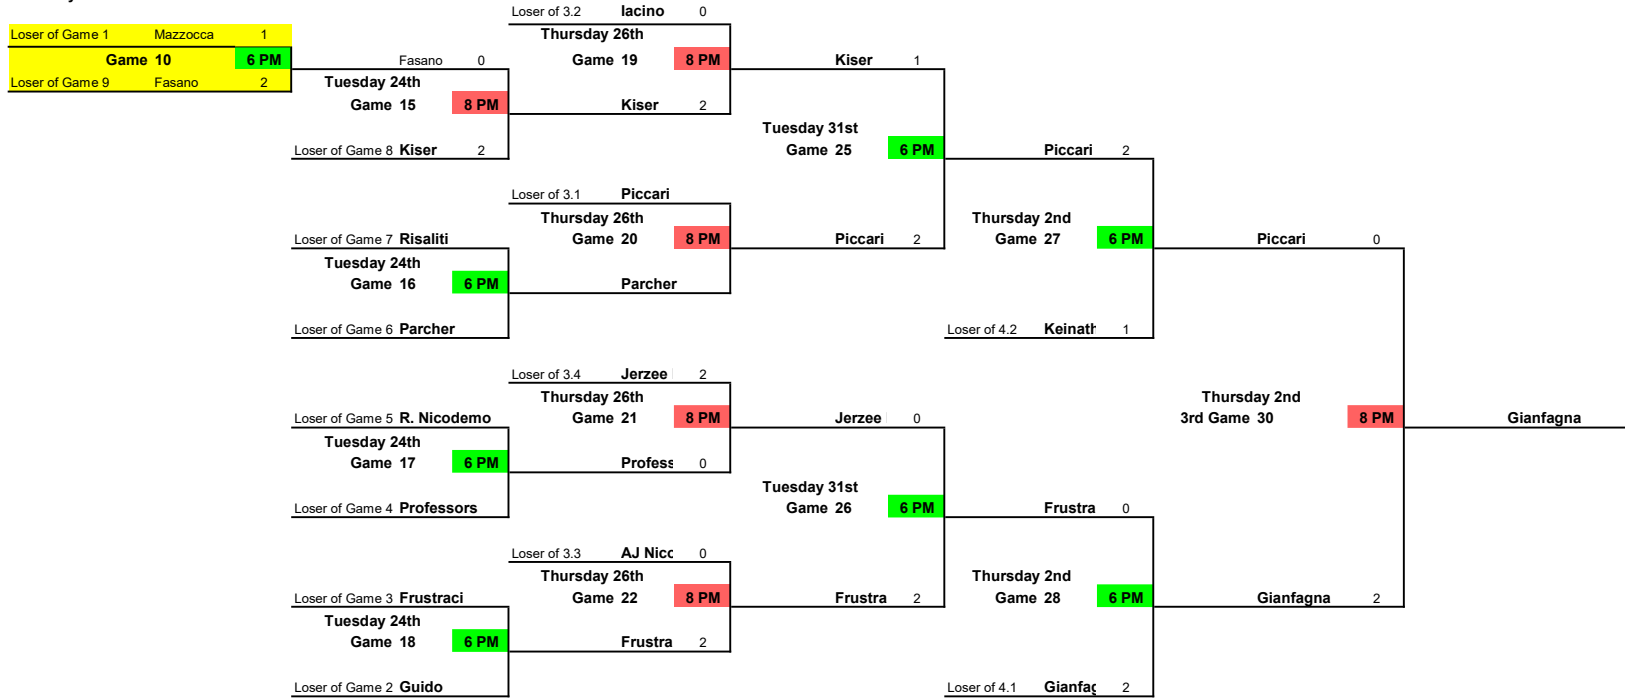 Loser of 3.2 Iacino 0
Loser of Game 1 Mazzocca 1
Thursday 26th
Game 10 6 PM
Fasano 0
Game 19 8 PM
Kiser 1
Loser of Game 9 Fasano 2
Tuesday 24th
Game 15 8 PM
Kiser 2
Tuesday 31st
Loser of Game 8 Kiser 2
Game 25 6 PM
Piccari 2
Loser of 3.1 Piccari
Thursday 26th
Thursday 2nd
Loser of Game 7 Risaliti
Game 20 8 PM
Piccari 2
Game 27 6 PM
Piccari 0
Tuesday 24th
Game 16 6 PM
Parcher
Loser of Game 6 Parcher
Loser of 4.2 Keinath 1
Loser of 3.4 Jerzee 2
Thursday 26th
Thursday 2nd
Loser of Game 5 R. Nicodemo
Game 21 8 PM
Jerzee 0
3rd Game 30 8 PM
Gianfagna
Tuesday 24th
Game 17 6 PM
Profess 0
Tuesday 31st
Loser of Game 4 Professors
Game 26 6 PM
Frustra 0
Loser of 3.3 AJ Nicc 0
Thursday 26th
Thursday 2nd
Loser of Game 3 Frustraci
Game 22 8 PM
Frustra 2
Game 28 6 PM
Gianfagna 2
Tuesday 24th
Game 18 6 PM
Frustra 2
Loser of Game 2 Guido
Loser of 4.1 Gianfag 2